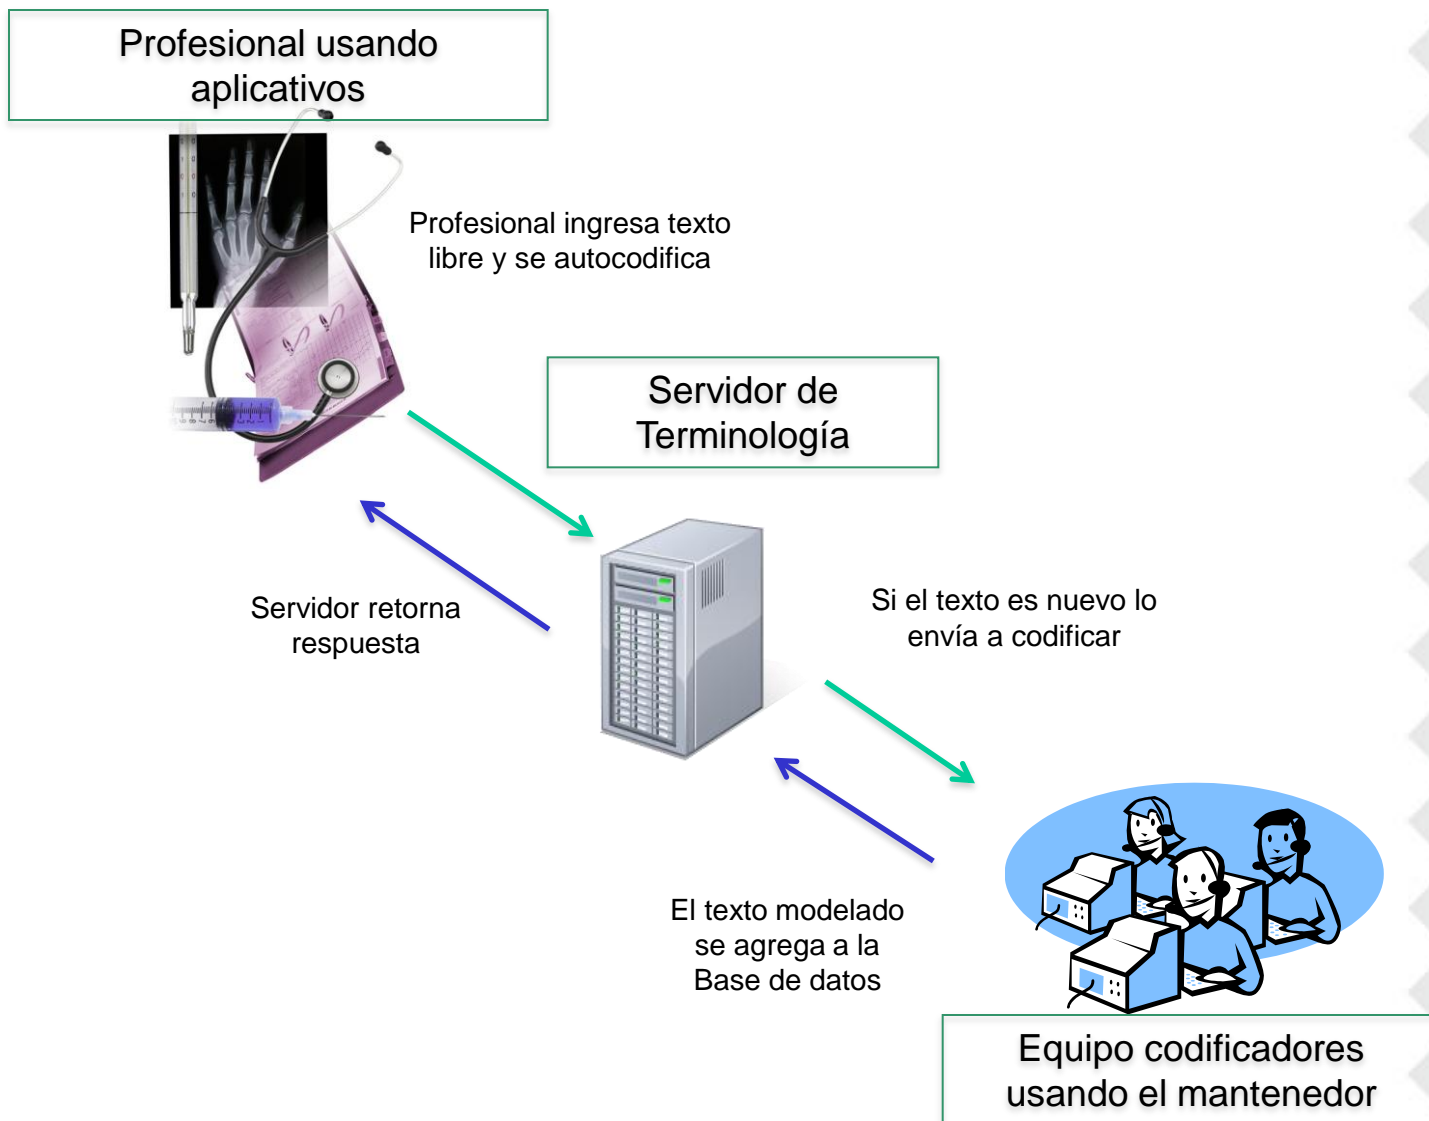 Profesional usando
aplicativos
Profesional ingresa texto
libre y se autocodifica
Servidor de
Terminología
Servidor retorna
respuesta
Si el texto es nuevo lo
envía a codificar
El texto modelado
se agrega a la
Base de datos
Equipo codificadores
usando el mantenedor